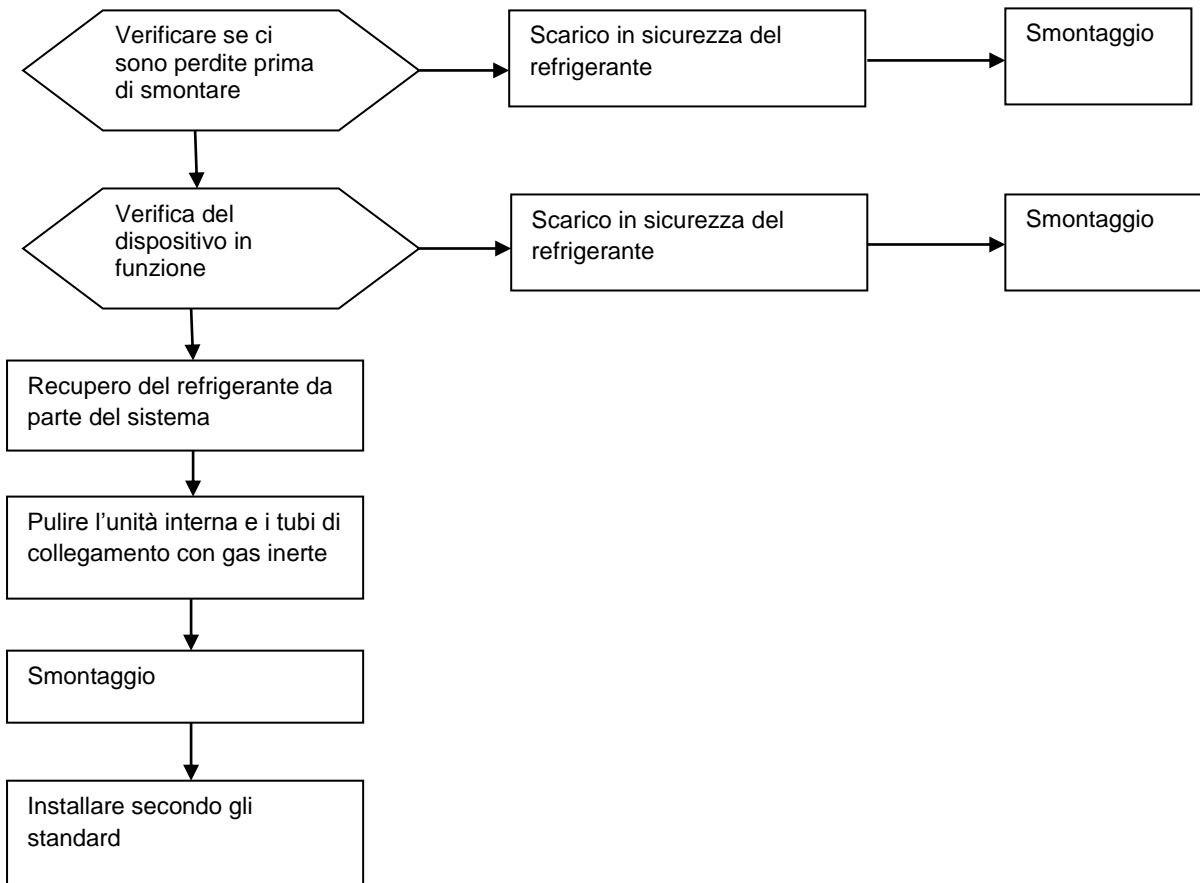 Verificare se ci
sono perdite prima
di smontare
Scarico in sicurezza del
refrigerante
Smontaggio
Verifica del
dispositivo in
funzione
Scarico in sicurezza del
refrigerante
Smontaggio
Recupero del refrigerante da
parte del sistema
Pulire l’unità interna e i tubi di
collegamento con gas inerte
Smontaggio
Installare secondo gli
standard